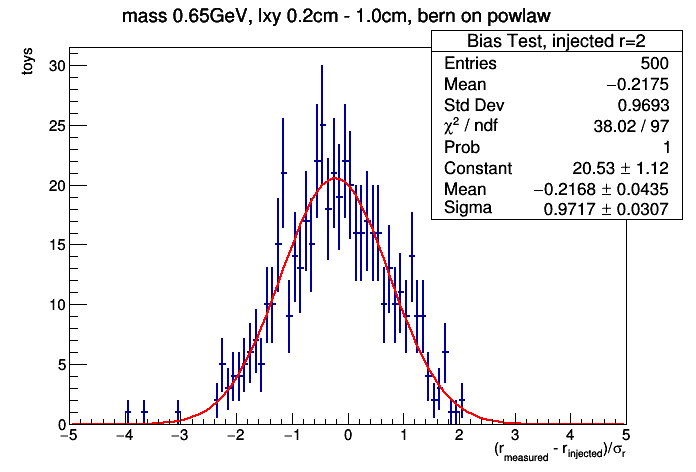 mass 0.65GeV, lxy 0.2cm - 1.0cm, bern on powlaw
Bias Test, injected r=2
Entries 500
Mean −0.2175
Std Dev 0.9693
χ² / ndf 38.02 / 97
Prob 1
Constant 20.53 ± 1.12
Mean −0.2168 ± 0.0435
Sigma 0.9717 ± 0.0307
toys
30
25
20
15
10
5
0
−5 −4 −3 −2 −1 0 1 2 3 4 5
(r_measured - r_injected)/σ_r